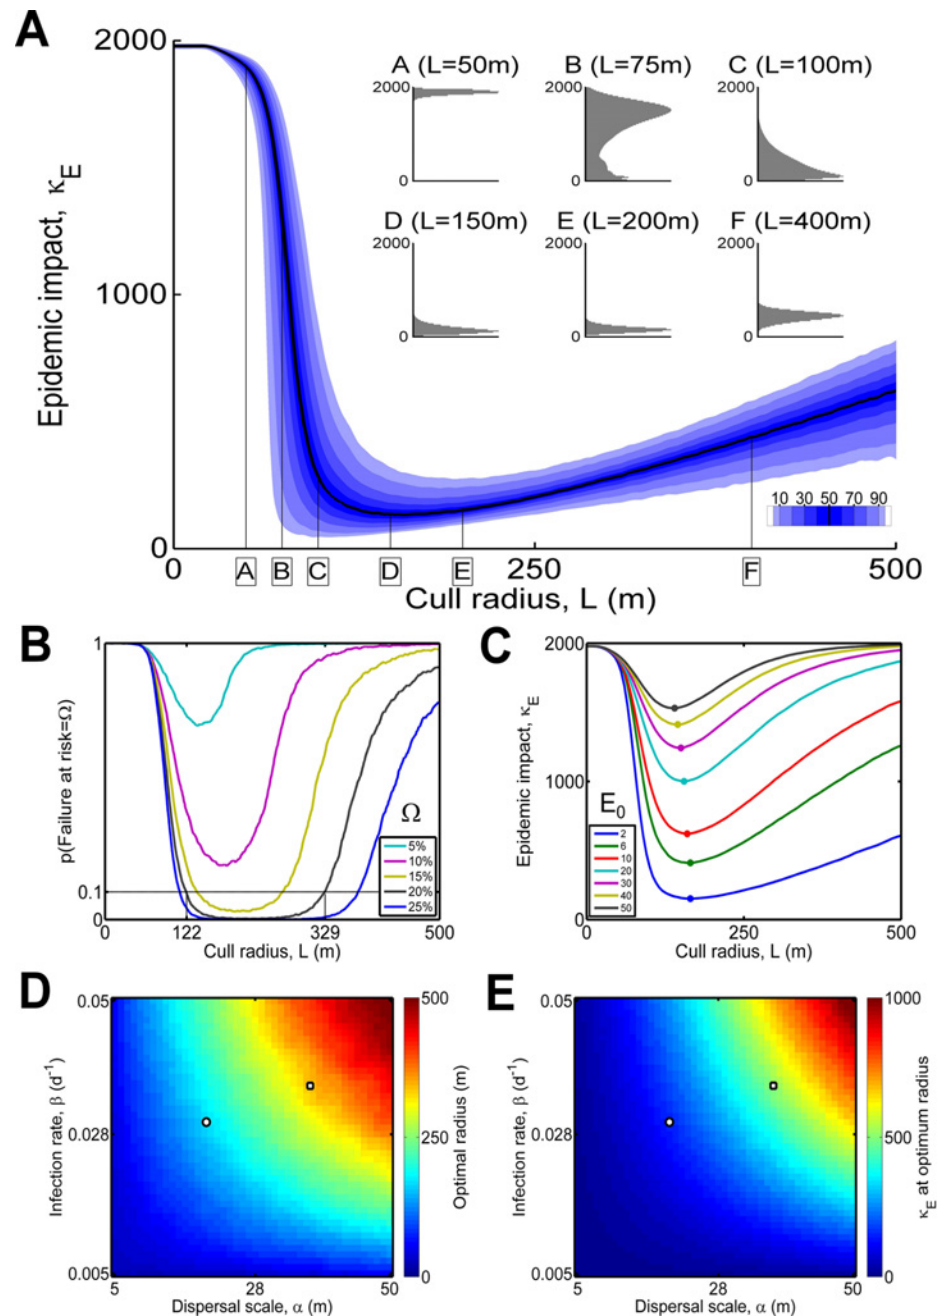 A
Epidemic impact, κE
2000
1000
0
A (L=50m)
2000
0
B (L=75m)
2000
0
C (L=100m)
2000
0
D (L=150m)
2000
0
E (L=200m)
2000
0
F (L=400m)
2000
0
10 30 50 70 90
0 A B C D E 250 F 500
Cull radius, L (m)
B
p(Failure at risk=Ω)
1
0.1
0
Ω
5%
10%
15%
20%
25%
0 122 329 500
Cull radius, L (m)
C
Epidemic impact, κE
2000
1000
0
E0
2
6
10
20
30
40
50
0 250 500
Cull radius, L (m)
D
Infection rate, β (d-1)
0.05
0.028
0.005
5 28 50
Dispersal scale, α (m)
500
250
0
Optimal radius (m)
E
Infection rate, β (d-1)
0.05
0.028
0.005
5 28 50
Dispersal scale, α (m)
1000
500
0
κE at optimum radius